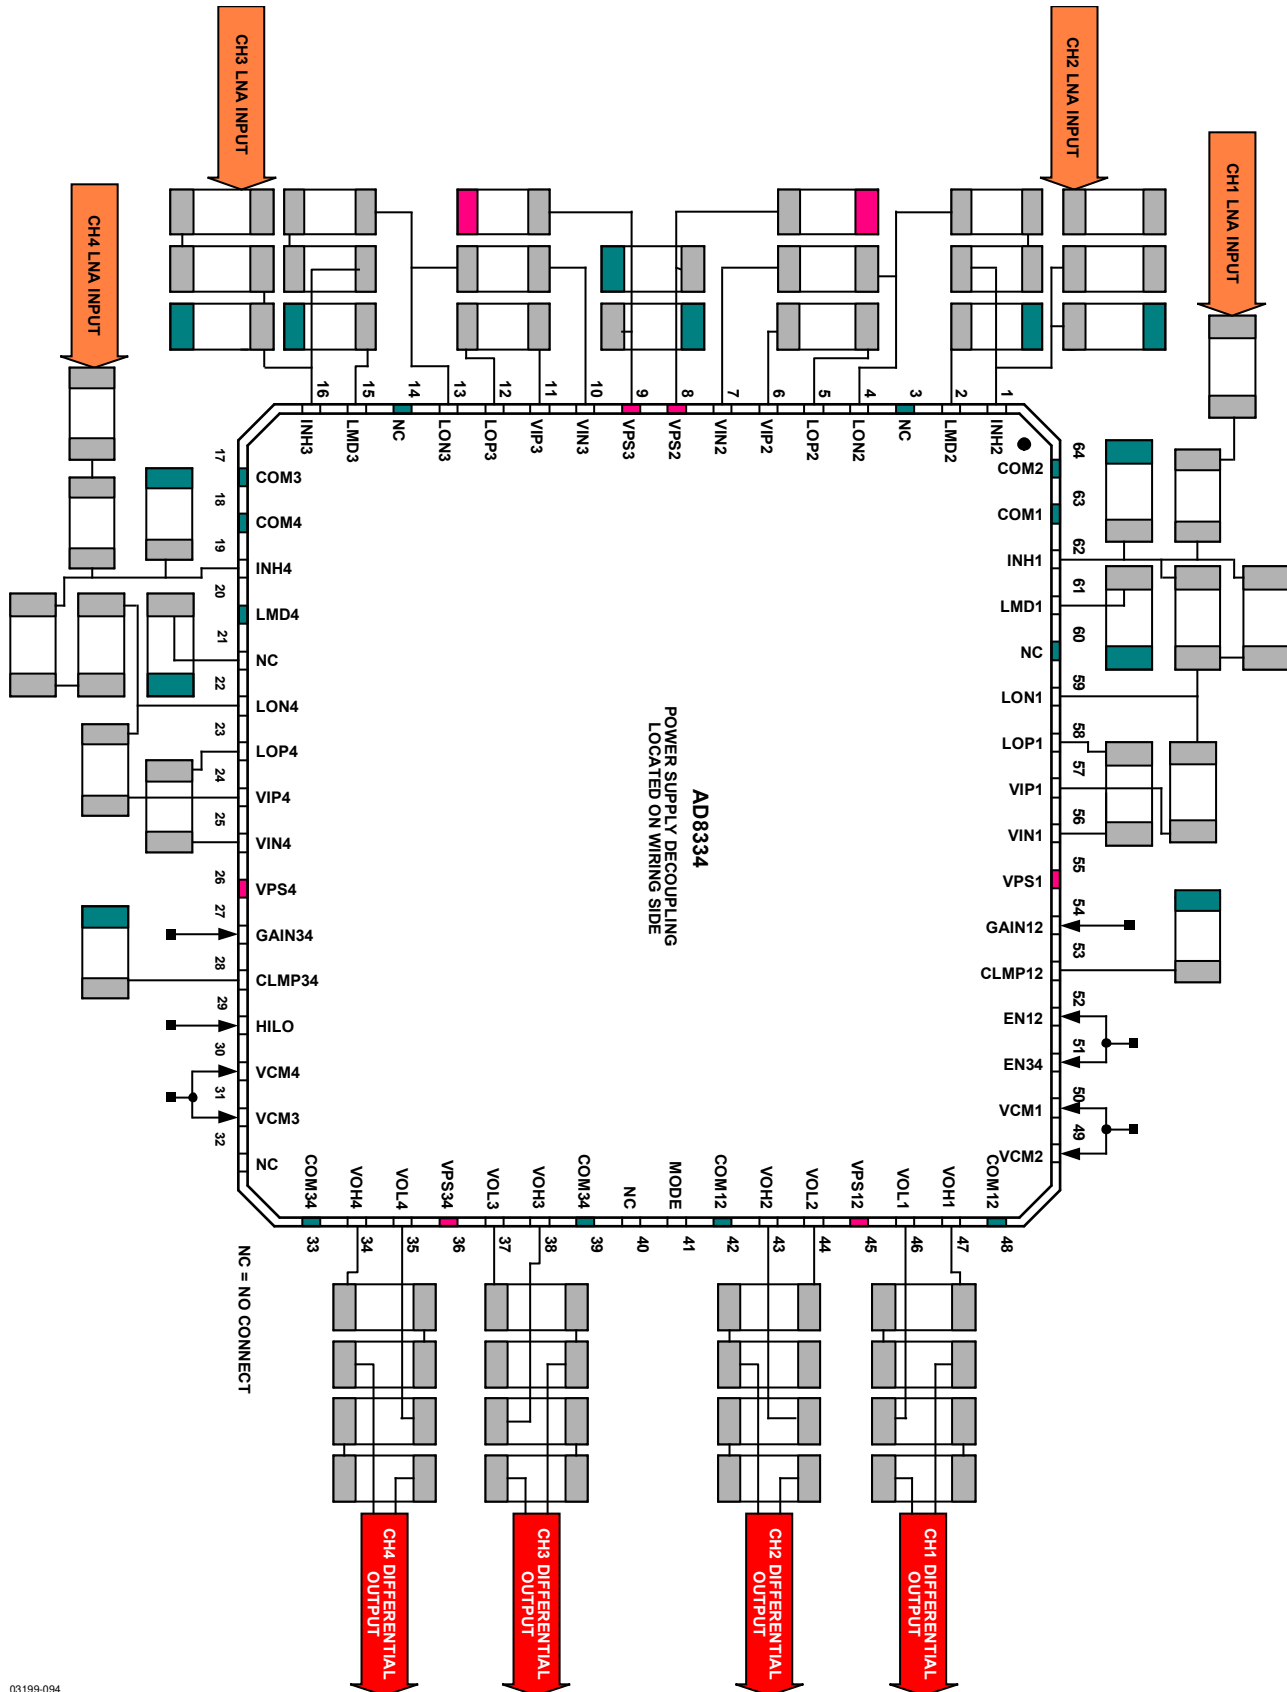 CH3 LNA INPUT
CH2 LNA INPUT
CH1 LNA INPUT
CH4 LNA INPUT
16
15
14
13
12
11
10
9
8
7
6
5
4
3
2
1
INH3
LMD3
NC
LON3
LOP3
VIP3
VIN3
VPS3
VPS2
VIN2
VIP2
LOP2
LON2
NC
LMD2
INH2
17
COM3
18
COM4
19
INH4
20
LMD4
21
NC
22
LON4
23
LOP4
24
VIP4
25
VIN4
26
VPS4
27
GAIN34
28
CLMP34
29
HILO
30
VCM4
31
VCM3
32
NC
COM2
64
COM1
63
INH1
62
LMD1
61
NC
60
LON1
59
LOP1
58
VIP1
57
VIN1
56
VPS1
55
GAIN12
54
CLMP12
53
EN12
52
EN34
51
VCM1
50
VCM2
49
AD8334
POWER SUPPLY DECOUPLING
LOCATED ON WIRING SIDE
COM34
VOH4
VOL4
VPS34
VOL3
VOH3
COM34
NC
MODE
COM12
VOH2
VOL2
VPS12
VOL1
VOH1
COM12
33
34
35
36
37
38
39
40
41
42
43
44
45
46
47
48
NC = NO CONNECT
CH4 DIFFERENTIAL
OUTPUT
CH3 DIFFERENTIAL
OUTPUT
CH2 DIFFERENTIAL
OUTPUT
CH1 DIFFERENTIAL
OUTPUT
03199-094